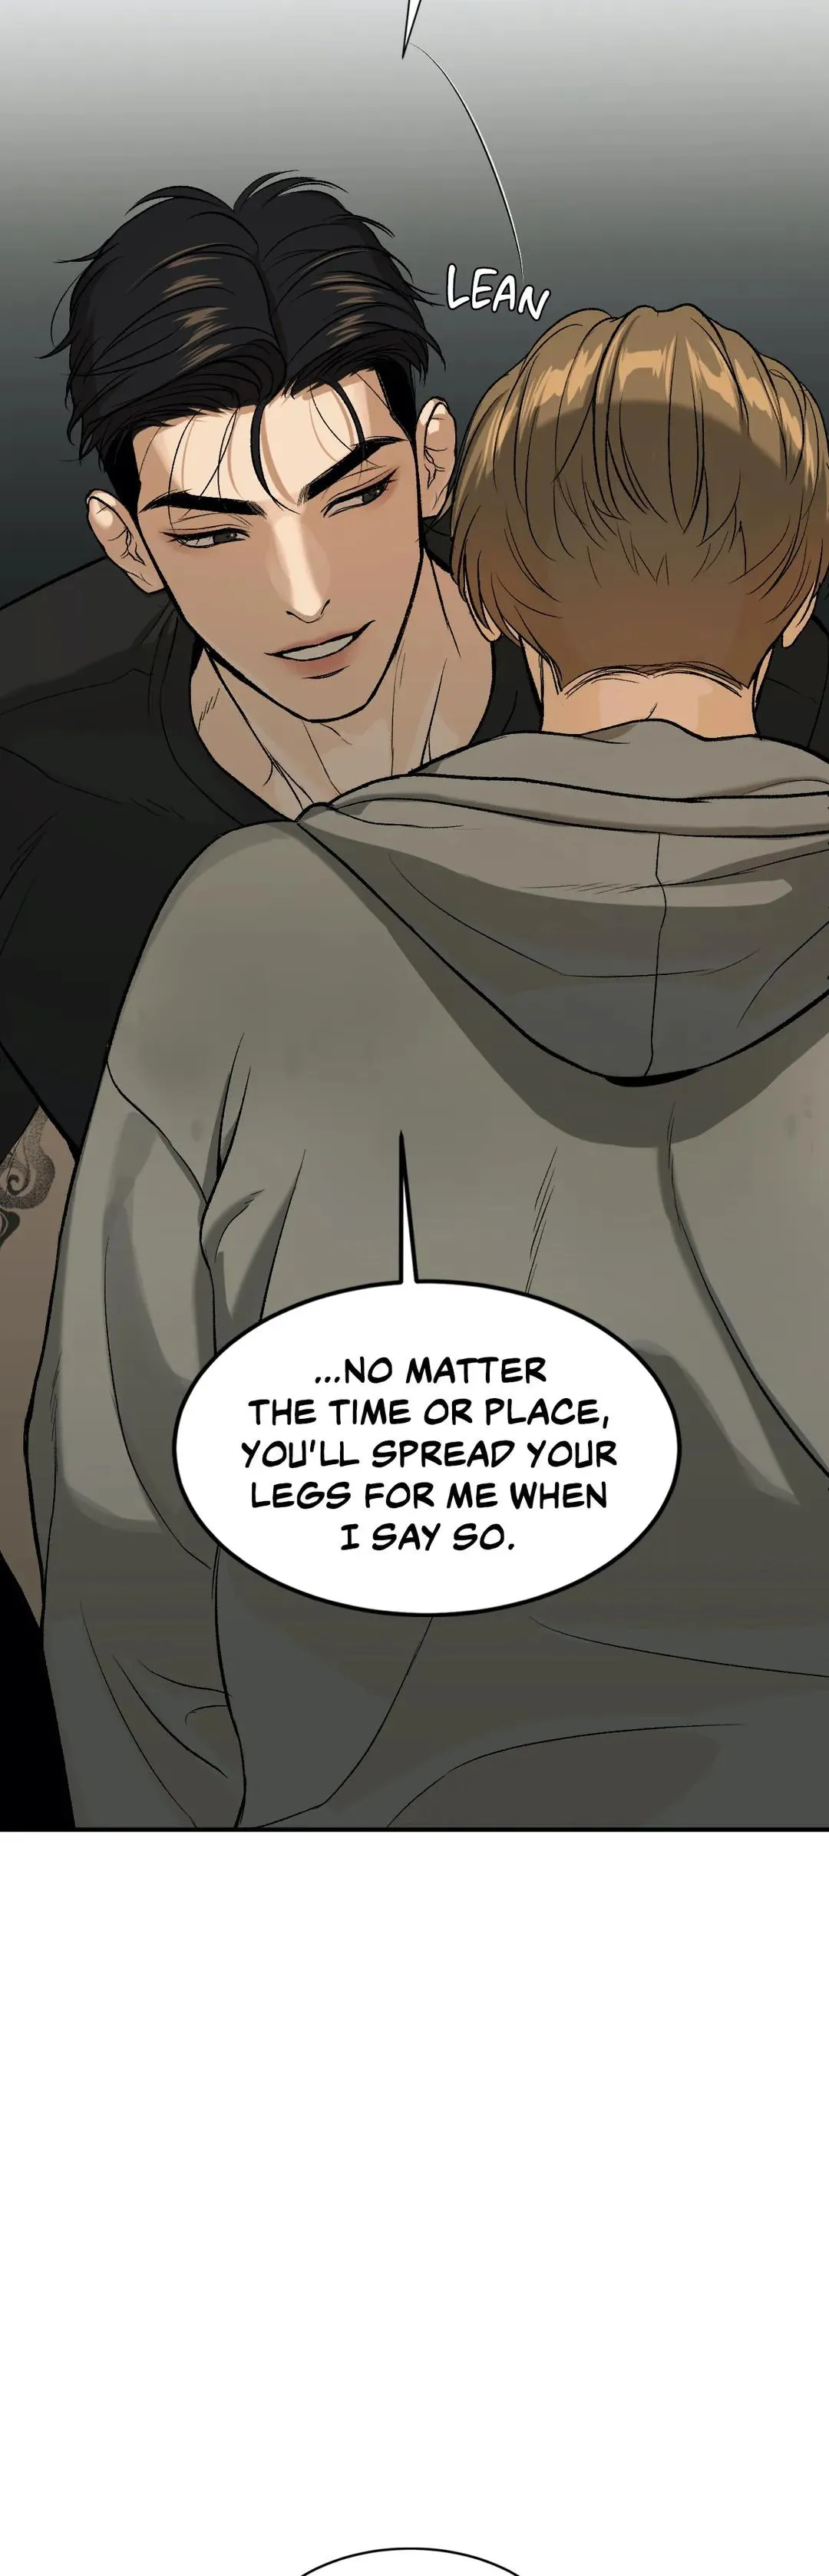 LEAN
...NO MATTER
THE TIME OR PLACE,
YOU'LL SPREAD YOUR
LEGS FOR ME WHEN
I SAY SO.